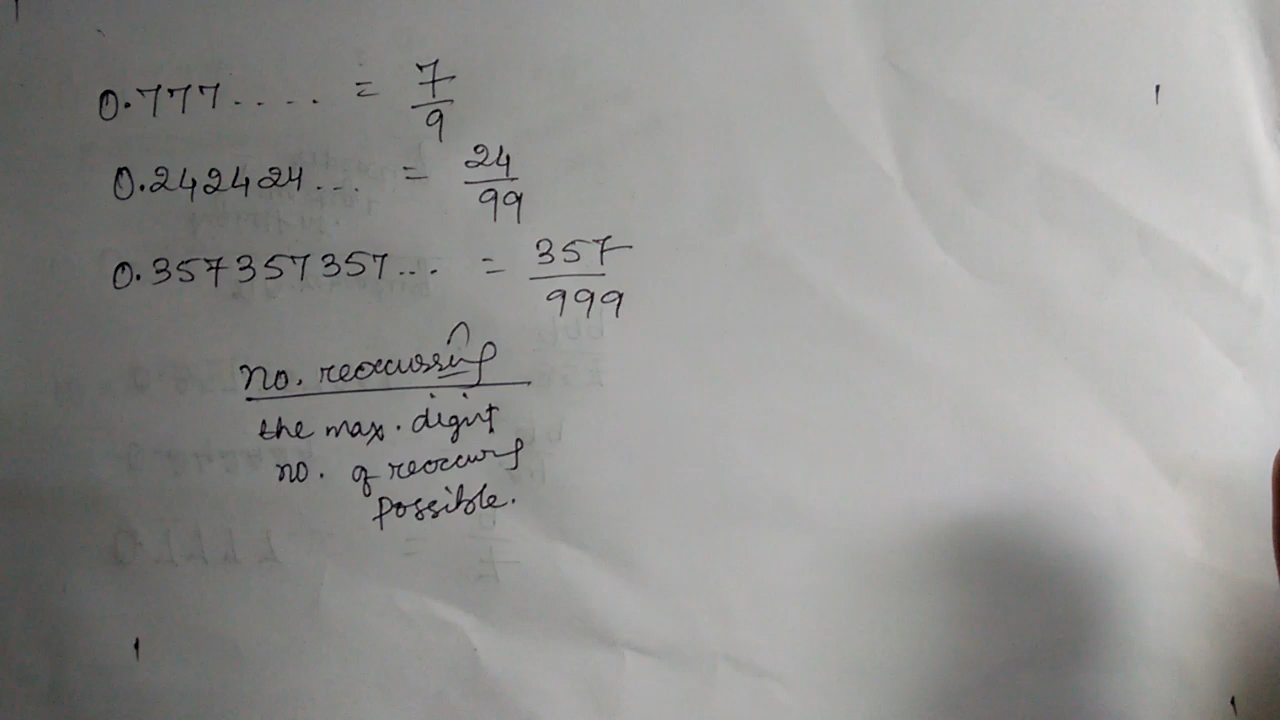 0.777.... = 7/9
0.242424... = 24/99
0.357357357... = 357/999
no. reoccurring
the max. digit
no. of reoccurs
possible.